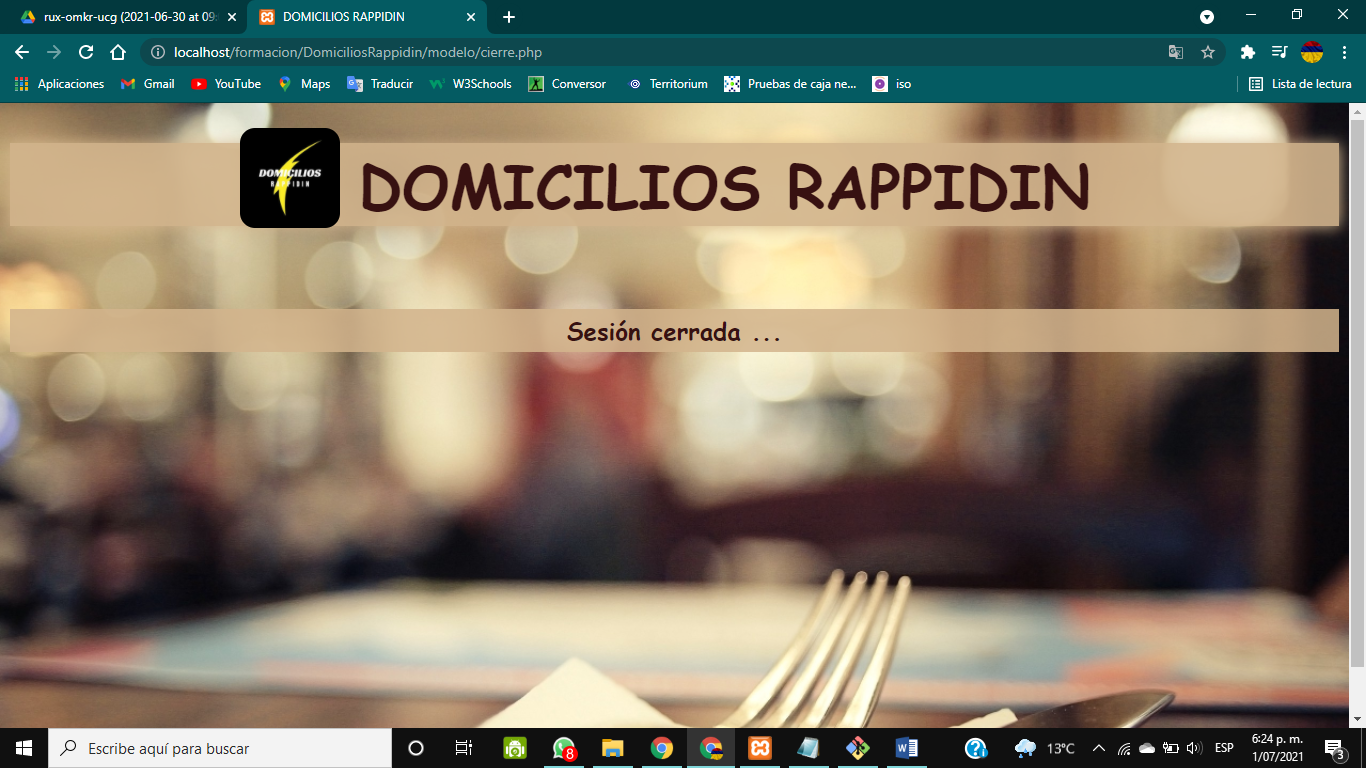 rux-omkr-ucg (2021-06-30 at 09:
DOMICILIOS RAPPIDIN
localhost/formacion/DomiciliosRappidin/modelo/cierre.php
Aplicaciones Gmail YouTube Maps Traducir W3Schools Conversor Territorium Pruebas de caja ne... iso Lista de lectura
DOMICILIOS
RAPPIDIN
DOMICILIOS RAPPIDIN
Sesión cerrada ...
Escribe aquí para buscar
8
13°C
ESP
6:24 p. m.
1/07/2021
3